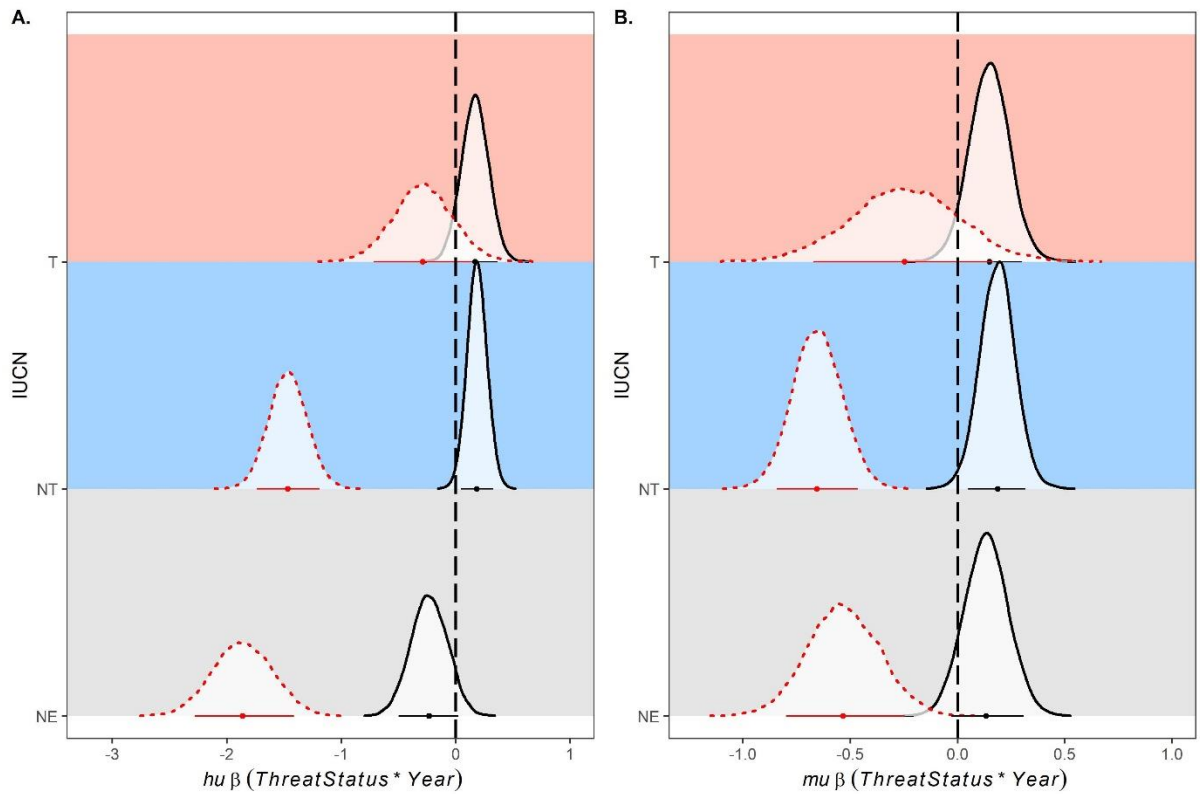 A.
IUCN
T
NT
NE
-3 -2 -1 0 1
hu β (ThreatStatus * Year)
B.
IUCN
T
NT
NE
-1.0 -0.5 0.0 0.5 1.0
mu β (ThreatStatus * Year)